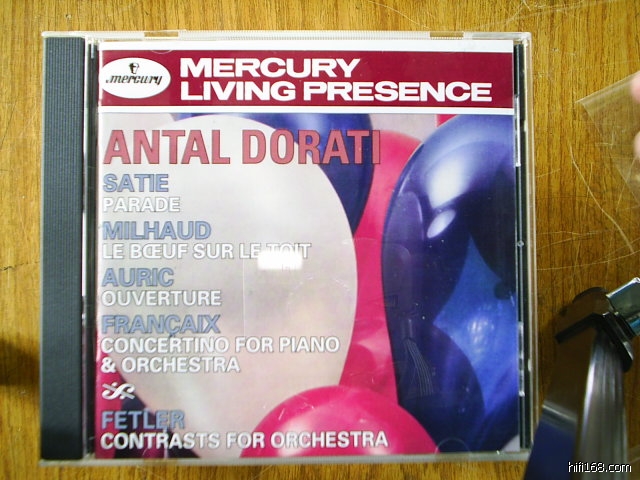 mercury
MERCURY
LIVING PRESENCE
ANTAL DORATI
SATIE
PARADE
MILHAUD
LE BŒUF SUR LE TOIT
AURIC
OUVERTURE
FRANÇAIX
CONCERTINO FOR PIANO
& ORCHESTRA
FETLER
CONTRASTS FOR ORCHESTRA
hifi168.com